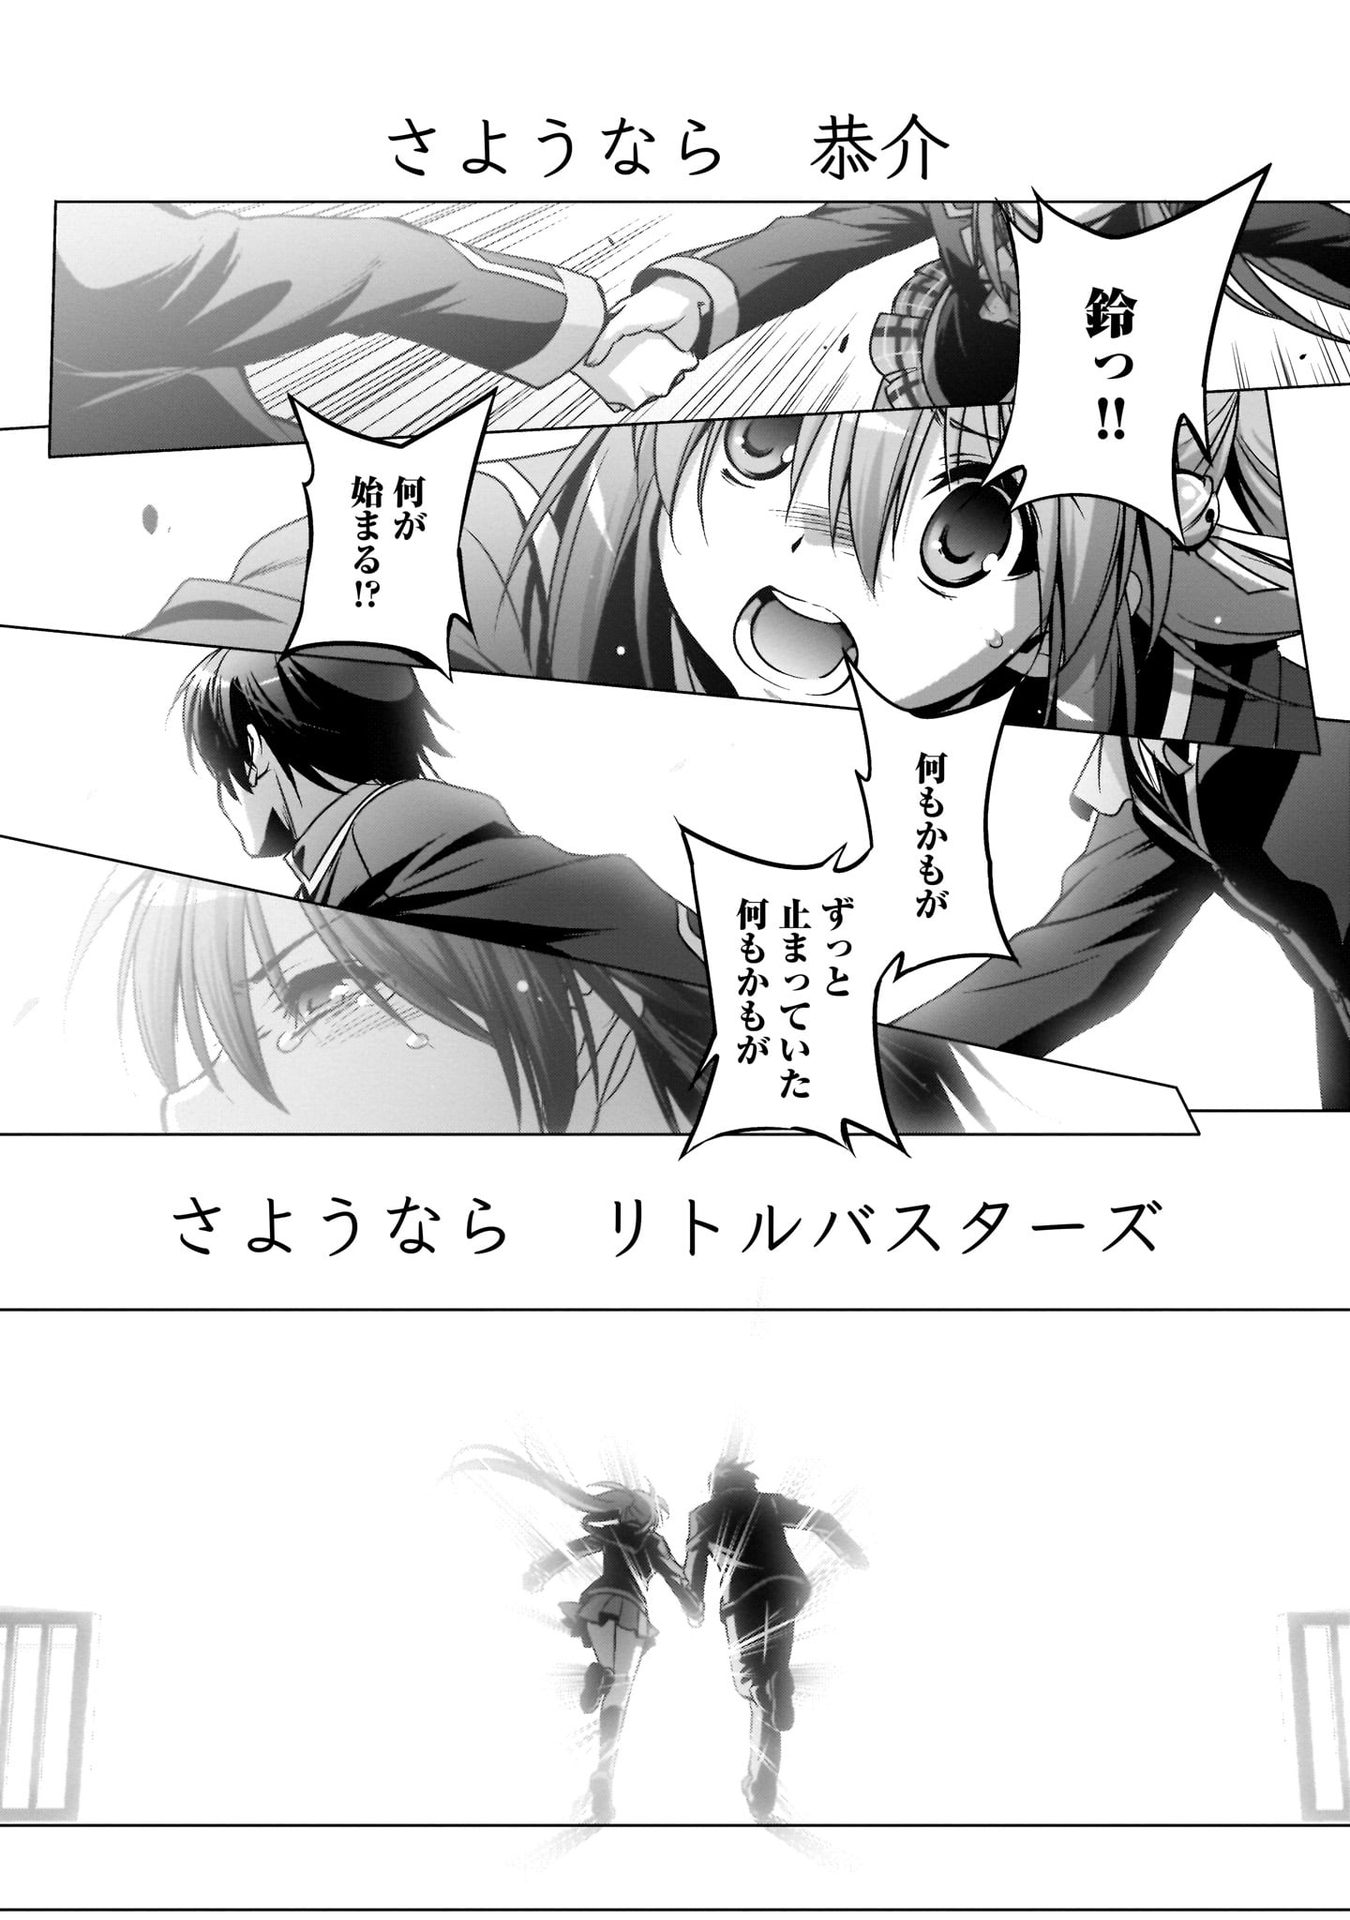 さようなら　恭介
鈴っ!!
何が
始まる!?
何もかもが
ずっと
止まっていた
何もかもが
さようなら　リトルバスターズ